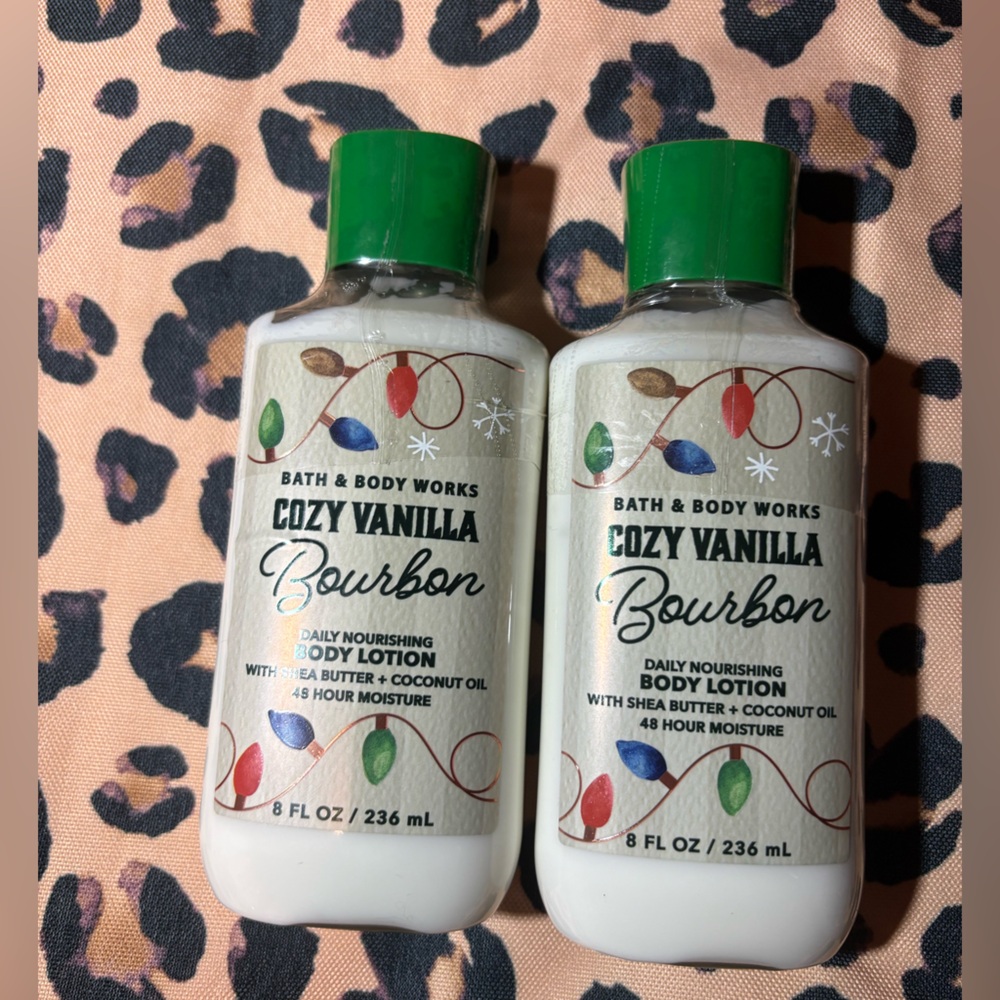 BATH & BODY WORKS
COZY VANILLA
Bourbon
DAILY NOURISHING
BODY LOTION
WITH SHEA BUTTER + COCONUT OIL
48 HOUR MOISTURE
8 FL OZ / 236 mL
BATH & BODY WORKS
COZY VANILLA
Bourbon
DAILY NOURISHING
BODY LOTION
WITH SHEA BUTTER + COCONUT OIL
48 HOUR MOISTURE
8 FL OZ / 236 mL